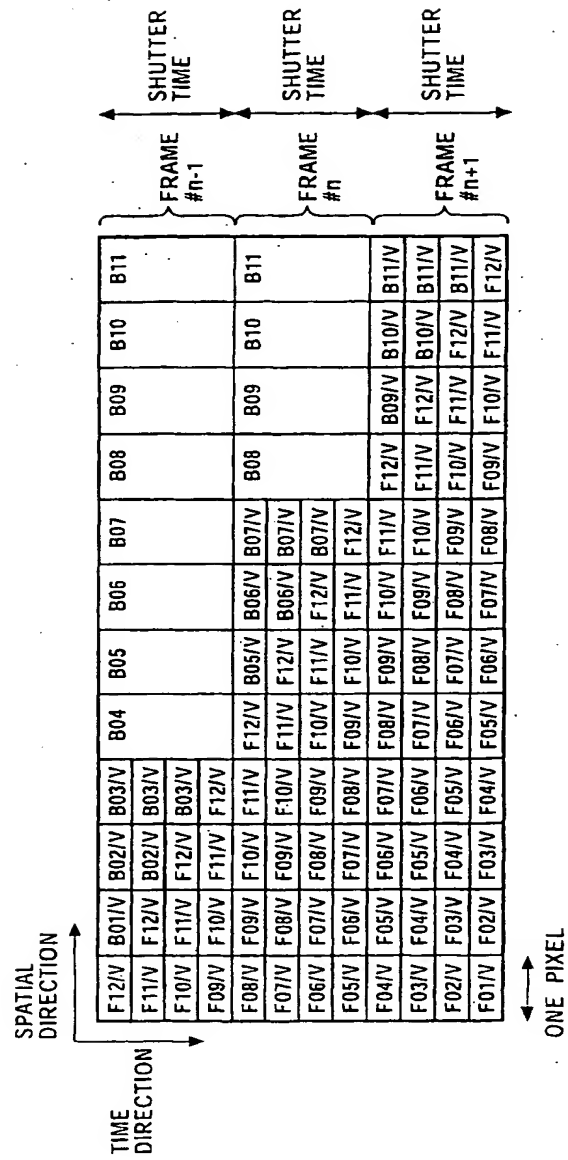 SPATIAL
DIRECTION
TIME
DIRECTION
F12/V B01/V B02/V B03/V B04 B05 B06 B07 B08 B09 B10 B11
F11/V F12/V B02/V B03/V
F10/V F11/V F12/V B03/V
F09/V F10/V F11/V F12/V
FRAME
#n-1
SHUTTER
TIME
F08/V F09/V F10/V F11/V F12/V B05/V B06/V B07/V B08 B09 B10 B11
F07/V F08/V F09/V F10/V F11/V F12/V B06/V B07/V
F06/V F07/V F08/V F09/V F10/V F11/V F12/V B07/V
F05/V F06/V F07/V F08/V F09/V F10/V F11/V F12/V
FRAME
#n
SHUTTER
TIME
F04/V F05/V F06/V F07/V F08/V F09/V F10/V F11/V F12/V B09/V B10/V B11/V
F03/V F04/V F05/V F06/V F07/V F08/V F09/V F10/V F11/V F12/V B10/V B11/V
F02/V F03/V F04/V F05/V F06/V F07/V F08/V F09/V F10/V F11/V F12/V B11/V
F01/V F02/V F03/V F04/V F05/V F06/V F07/V F08/V F09/V F10/V F11/V F12/V
FRAME
#n+1
SHUTTER
TIME
ONE PIXEL